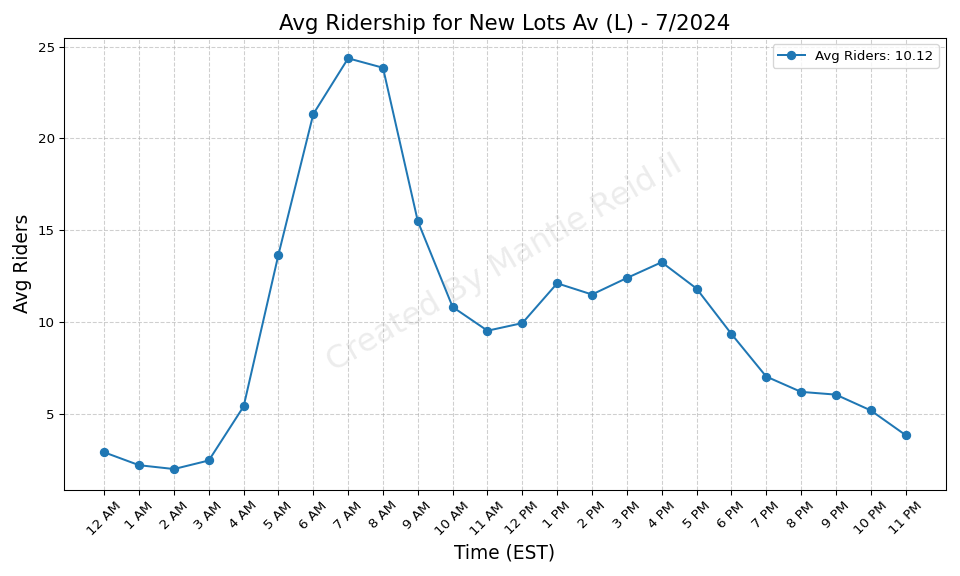 Avg Ridership for New Lots Av (L) - 7/2024
Avg Riders: 10.12
25
20
15
10
5
Avg Riders
Created By Mantie Reid II
12 AM
1 AM
2 AM
3 AM
4 AM
5 AM
6 AM
7 AM
8 AM
9 AM
10 AM
11 AM
12 PM
1 PM
2 PM
3 PM
4 PM
5 PM
6 PM
7 PM
8 PM
9 PM
10 PM
11 PM
Time (EST)